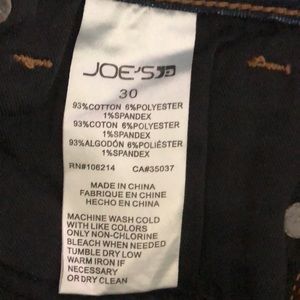 JOE'S
30
93%COTTON 6%POLYESTER
1%SPANDEX
93%COTON 6%POLYESTER
1%SPANDEX
93%ALGODÓN 6%POLIÉSTER
1%SPANDEX
RN#106214 CA#35037
MADE IN CHINA
FABRIQUE EN CHINE
HECHO EN CHINA
MACHINE WASH COLD
WITH LIKE COLORS
ONLY NON-CHLORINE
BLEACH WHEN NEEDED
TUMBLE DRY LOW
WARM IRON IF
NECESSARY
OR DRY CLEAN